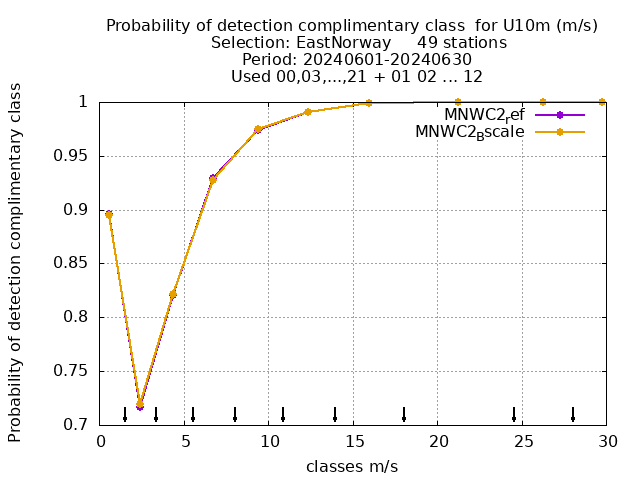 Probability of detection complimentary class  for U10m (m/s)
Selection: EastNorway     49 stations
Period: 20240601-20240630
Used 00,03,...,21 + 01 02 ... 12
Probability of detection complimentary class
1
0.95
0.9
0.85
0.8
0.75
0.7
MNWC2ref
MNWC2Bscale
0 5 10 15 20 25 30
classes m/s